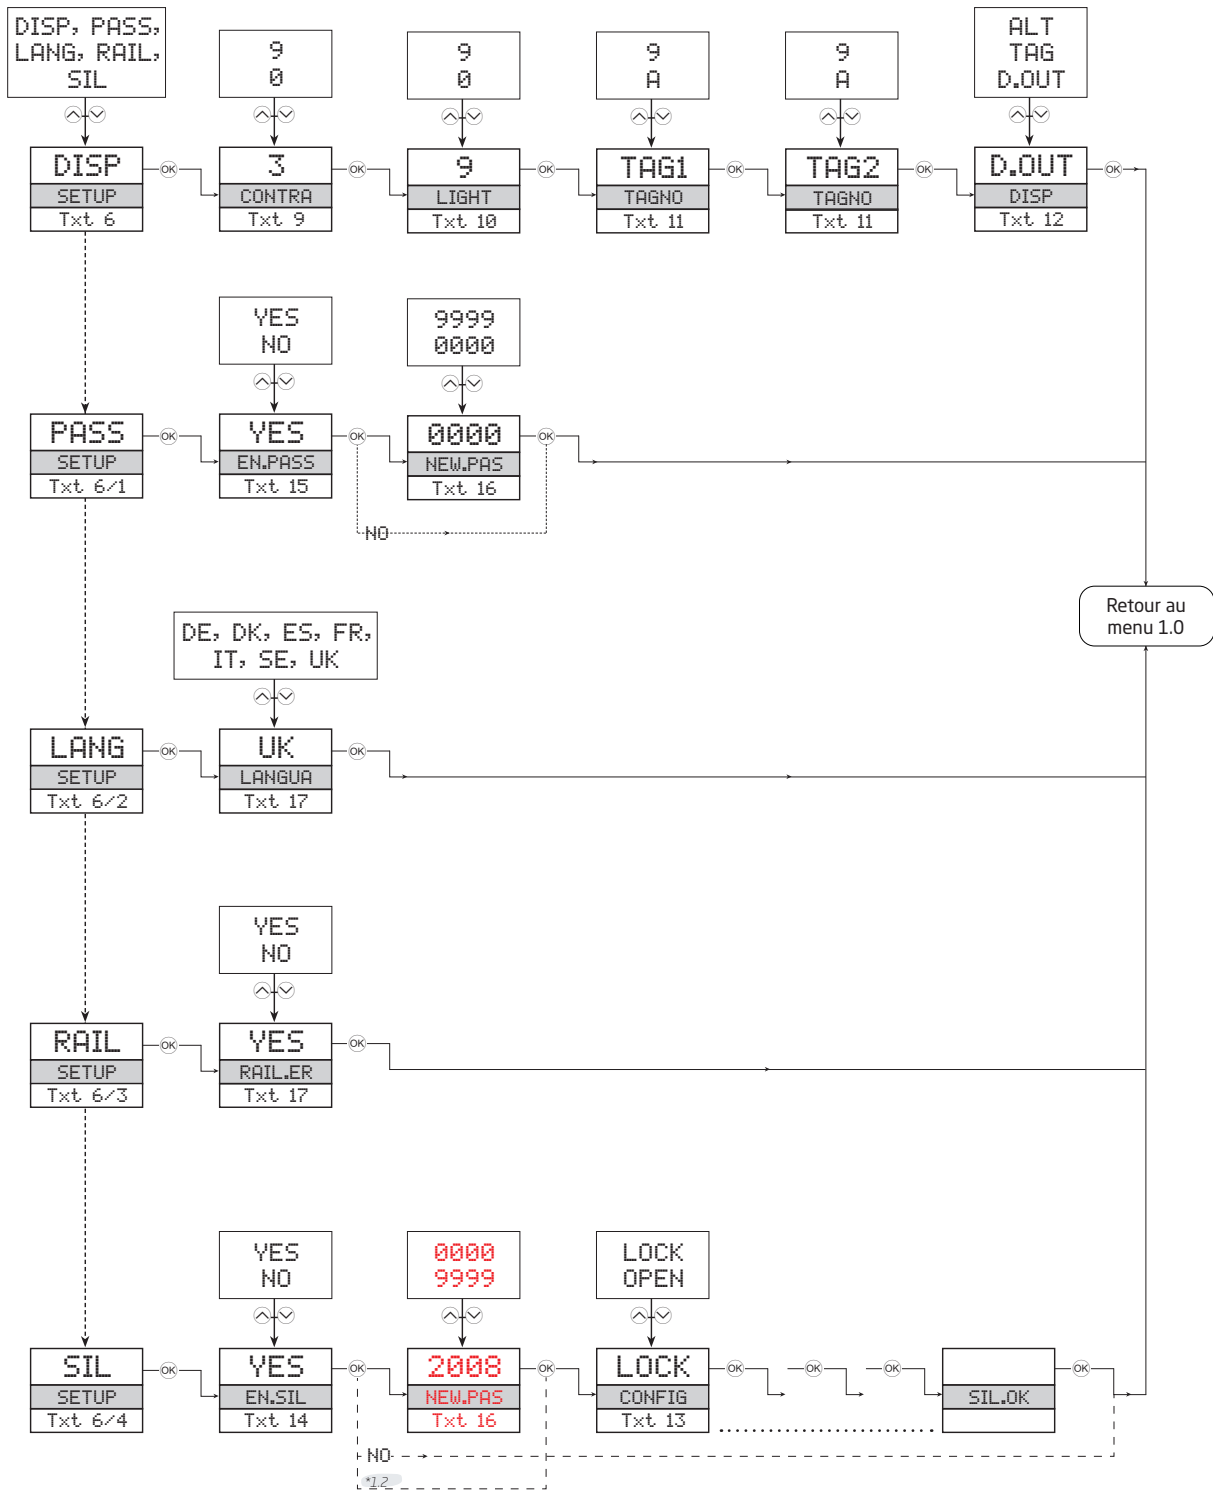 DISP, PASS,
LANG, RAIL,
SIL
9
0
9
0
9
A
9
A
ALT
TAG
D.OUT
DISP
SETUP
Txt 6
OK
3
CONTRA
Txt 9
OK
9
LIGHT
Txt 10
OK
TAG1
TAGNO
Txt 11
OK
TAG2
TAGNO
Txt 11
OK
D.OUT
DISP
Txt 12
OK
YES
NO
9999
0000
PASS
SETUP
Txt 6/1
OK
YES
EN.PASS
Txt 15
OK
0000
NEW.PAS
Txt 16
OK
NO
Retour au
menu 1.0
DE, DK, ES, FR,
IT, SE, UK
LANG
SETUP
Txt 6/2
OK
UK
LANGUA
Txt 17
OK
YES
NO
RAIL
SETUP
Txt 6/3
OK
YES
RAIL.ER
Txt 17
OK
YES
NO
0000
9999
LOCK
OPEN
SIL
SETUP
Txt 6/4
OK
YES
EN.SIL
Txt 14
OK
2008
NEW.PAS
Txt 16
OK
LOCK
CONFIG
Txt 13
OK
OK
OK
SIL.OK
OK
NO
*1.2